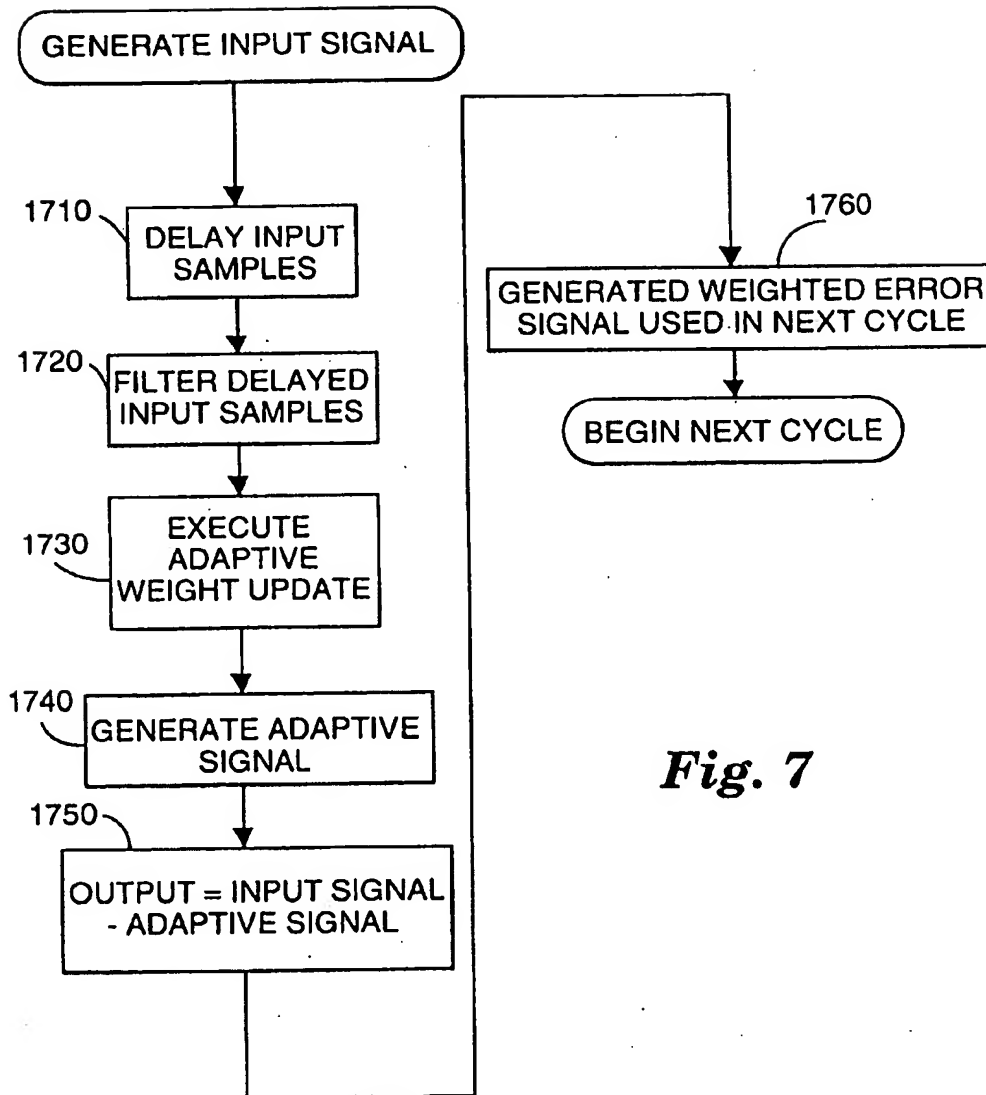 GENERATE INPUT SIGNAL
1710
DELAY INPUT
SAMPLES
1720
FILTER DELAYED
INPUT SAMPLES
1730
EXECUTE
ADAPTIVE
WEIGHT UPDATE
1740
GENERATE ADAPTIVE
SIGNAL
1750
OUTPUT = INPUT SIGNAL
- ADAPTIVE SIGNAL
1760
GENERATED WEIGHTED ERROR
SIGNAL USED IN NEXT CYCLE
BEGIN NEXT CYCLE
Fig. 7